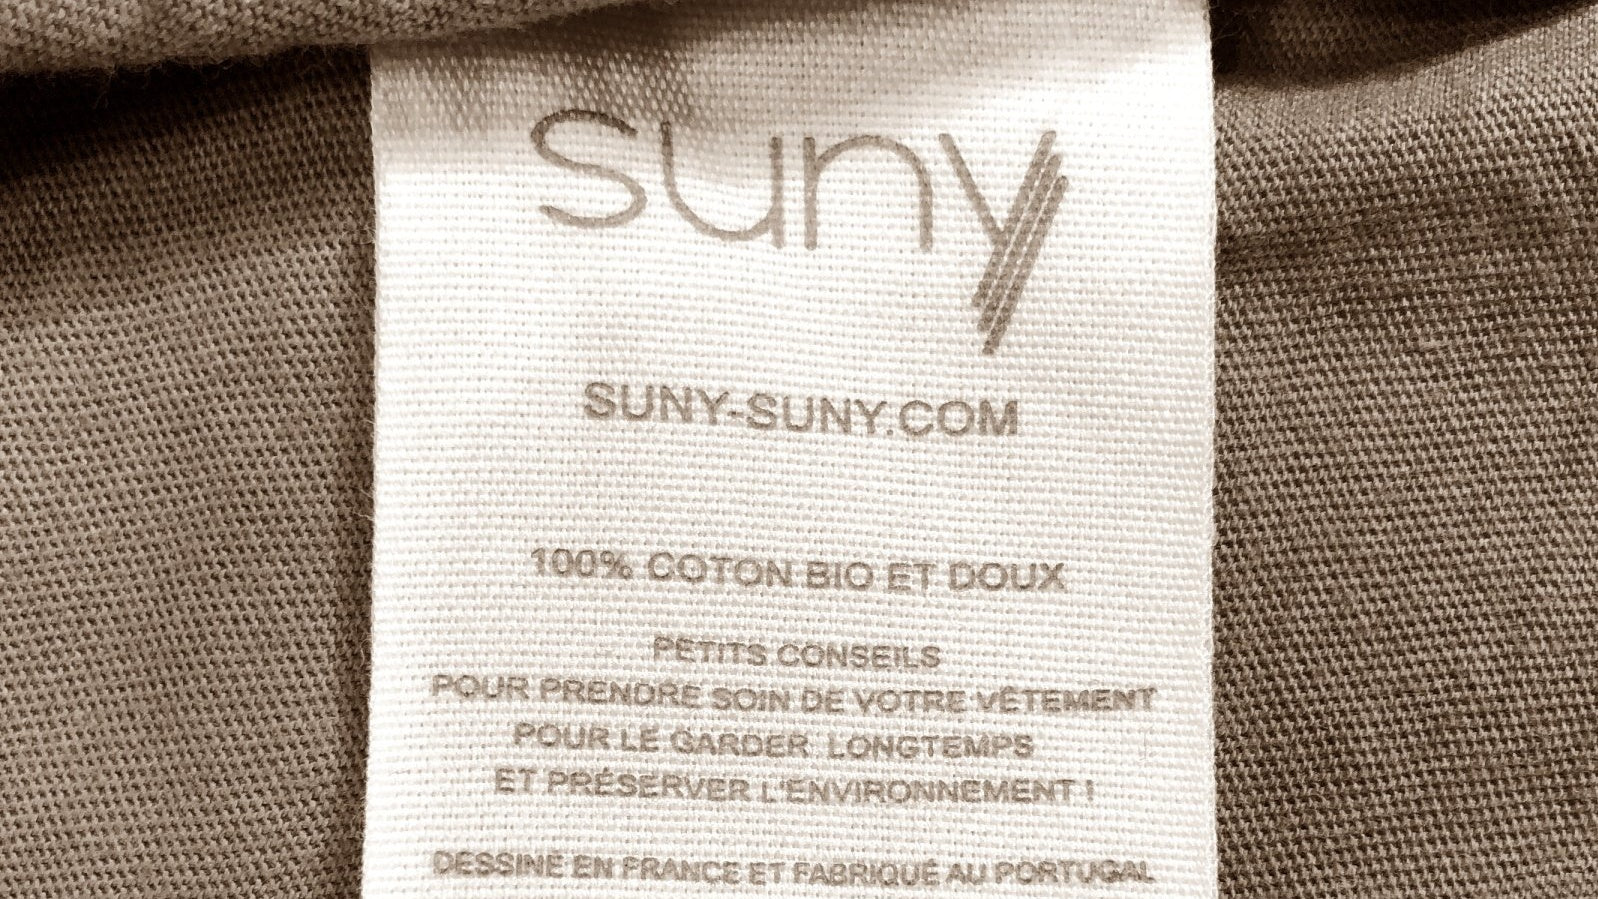 suny
SUNY-SUNY.COM
100% COTON BIO ET DOUX
PETITS CONSEILS
POUR PRENDRE SOIN DE VOTRE VÊTEMENT
POUR LE GARDER LONGTEMPS
ET PRÉSERVER L'ENVIRONNEMENT !
DESSINÉ EN FRANCE ET FABRIQUÉ AU PORTUGAL